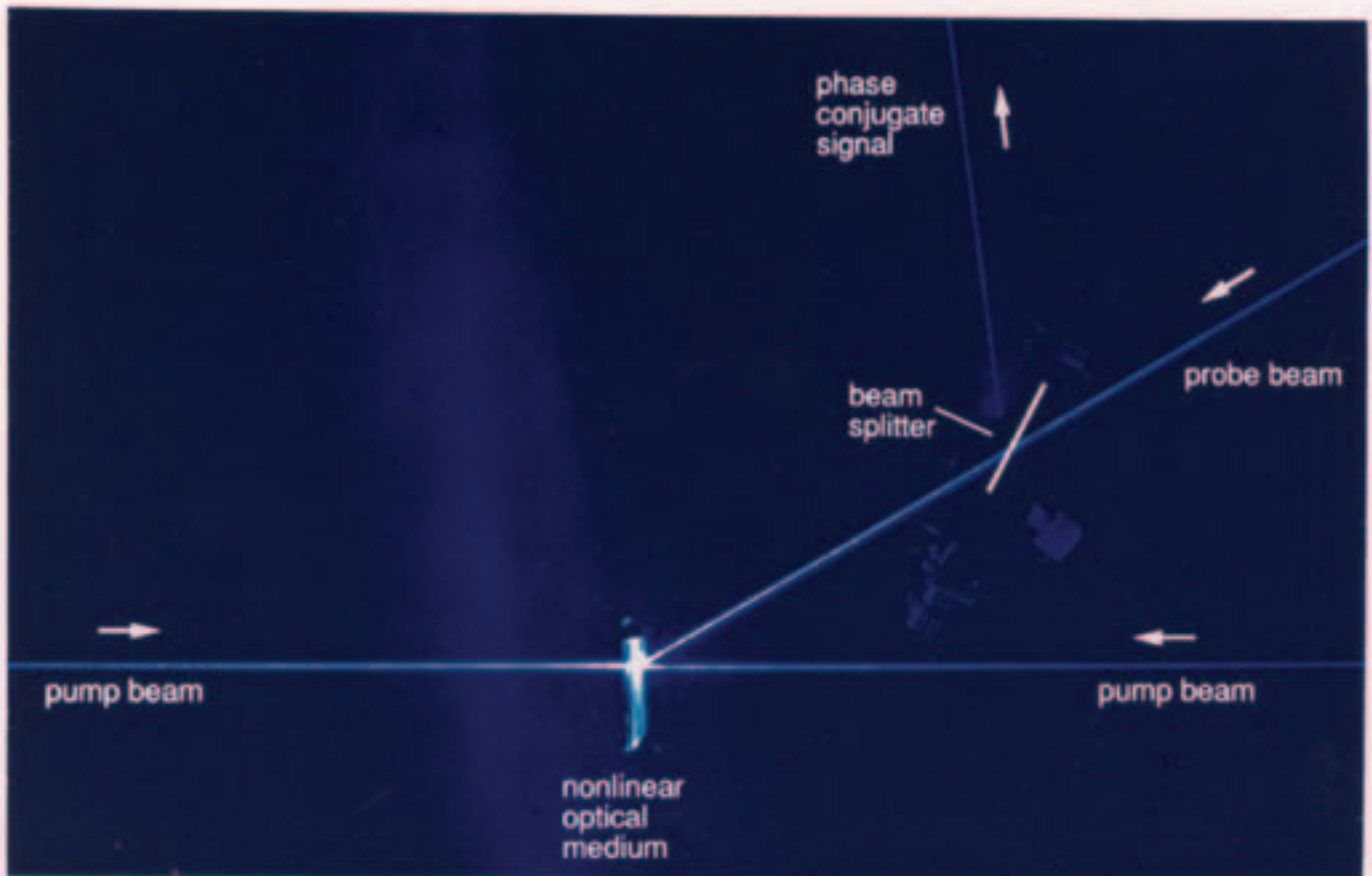 phase
conjugate
signal
probe beam
beam
splitter
pump beam
pump beam
nonlinear
optical
medium